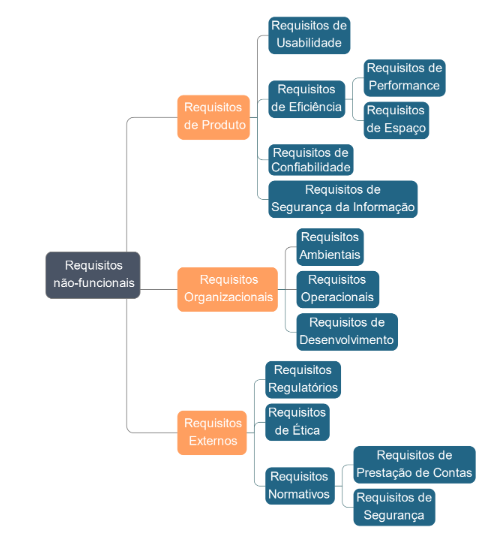 Requisitos
não-funcionais
Requisitos
de Produto
Requisitos de
Usabilidade
Requisitos
de Eficiência
Requisitos de
Performance
Requisitos
de Espaço
Requisitos de
Confiabilidade
Requisitos de
Segurança da Informação
Requisitos
Organizacionais
Requisitos
Ambientais
Requisitos
Operacionais
Requisitos de
Desenvolvimento
Requisitos
Externos
Requisitos
Regulatórios
Requisitos
de Ética
Requisitos
Normativos
Requisitos de
Prestação de Contas
Requisitos de
Segurança